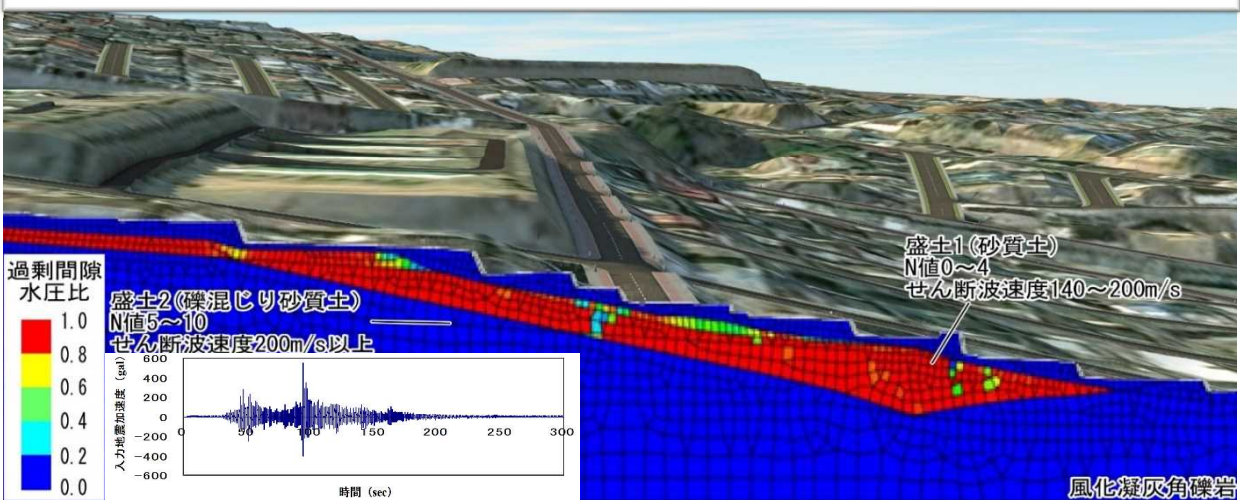 盛土1(砂質土)
N値0～4
せん断波速度140～200m/s
過剰間隙
水圧比
1.0
0.8
0.6
0.4
0.2
0.0
盛土2(礫混じり砂質土)
N値5～10
せん断波速度200m/s以上
入力地震加速度 (gal)
600
400
200
0
-200
-400
-600
0 50 100 150 200 250 300
時間 (sec)
風化凝灰角礫岩